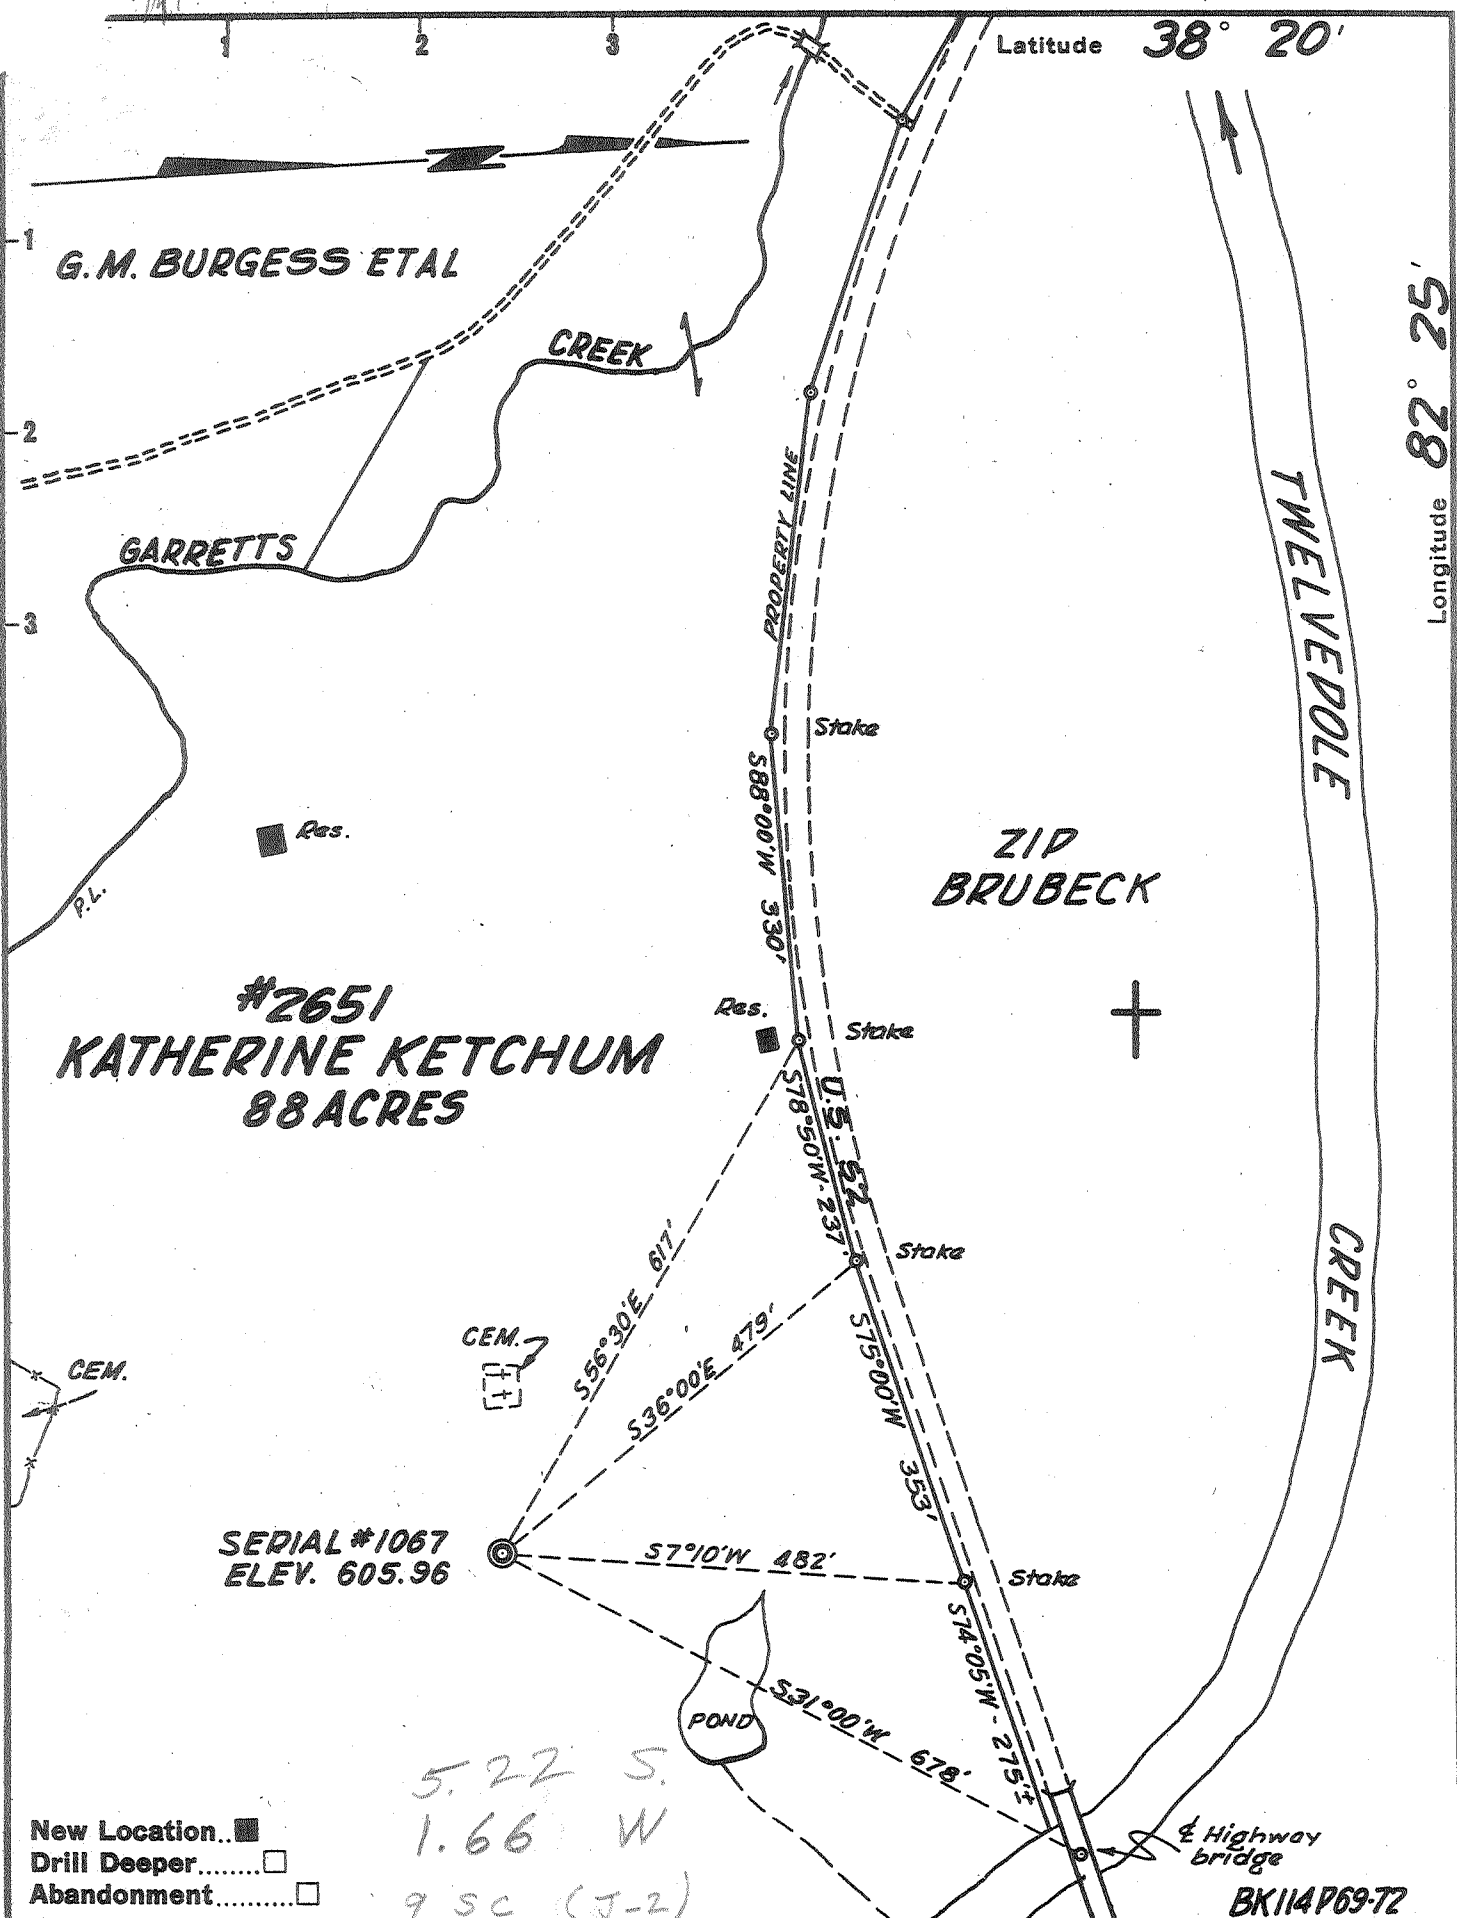 1 2 3
Latitude 38° 20'
1
2
3
Longitude 82° 25'
G.M. BURGESS ETAL
CREEK
GARRETTS
PROPERTY LINE
TWELVEPOLE
CREEK
Stake
S88°00'W 330'
Res.
P.L.
ZIP
BRUBECK
#2651
KATHERINE KETCHUM
88 ACRES
Res.
Stake
U.S. 52
S78°50'W-237'
Stake
S56°30'E 617'
S36°00'E 479'
S75°00'W 353'
CEM.
CEM.
SERIAL #1067
ELEV. 605.96
S7°10'W 482'
Stake
S74°05'W - 275'±
S31°00'W 678'
POND
5.22 S.
1.66 W
9 SC (J-2)
New Location..■
Drill Deeper........□
Abandonment..........□
℄ Highway
bridge
BK114P69-72